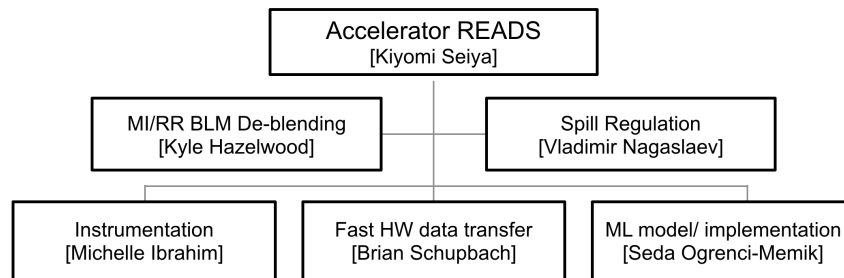 Accelerator READS
[Kiyomi Seiya]
MI/RR BLM De-blending
[Kyle Hazelwood]
Spill Regulation
[Vladimir Nagaslaev]
Instrumentation
[Michelle Ibrahim]
Fast HW data transfer
[Brian Schupbach]
ML model/ implementation
[Seda Ogrenci-Memik]